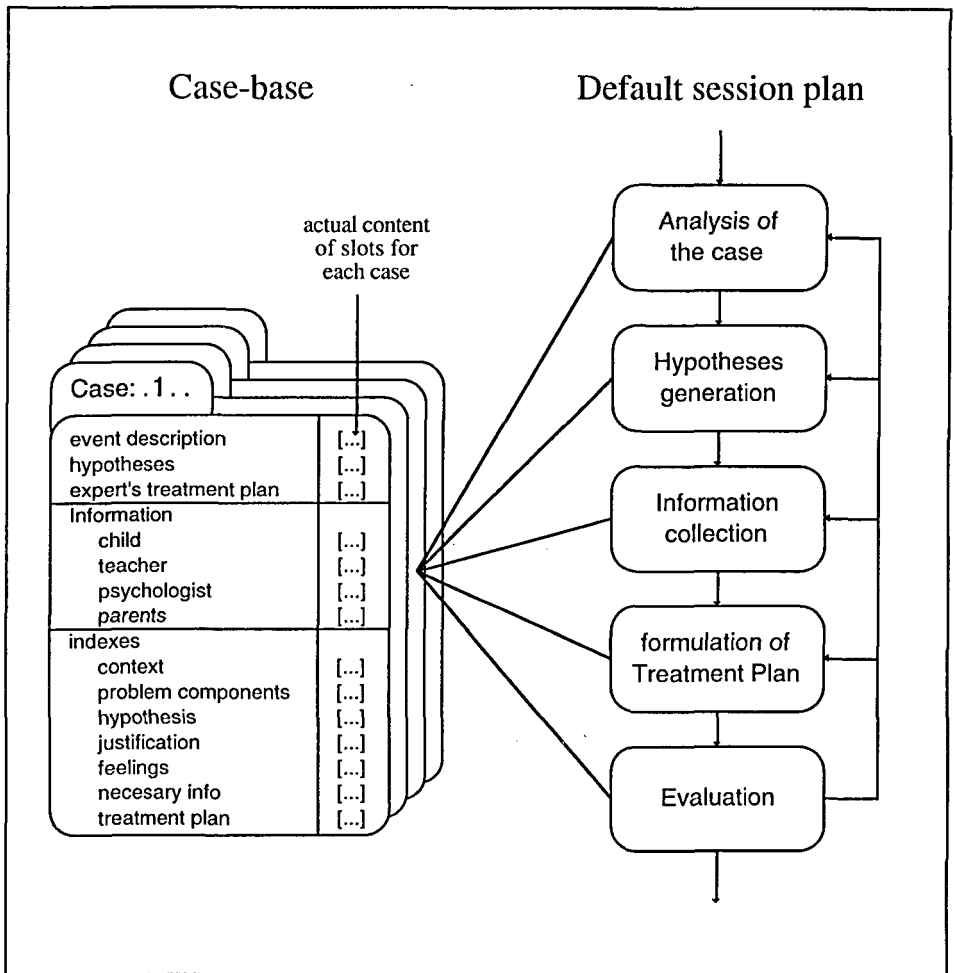 Case-base
Default session plan
actual content
of slots for
each case
Case: .1. .
event description [...]
hypotheses [...]
expert's treatment plan [...]
Information
child [...]
teacher [...]
psychologist [...]
parents [...]
indexes
context [...]
problem components [...]
hypothesis [...]
justification [...]
feelings [...]
necesary info [...]
treatment plan [...]
Analysis of
the case
Hypotheses
generation
Information
collection
formulation of
Treatment Plan
Evaluation